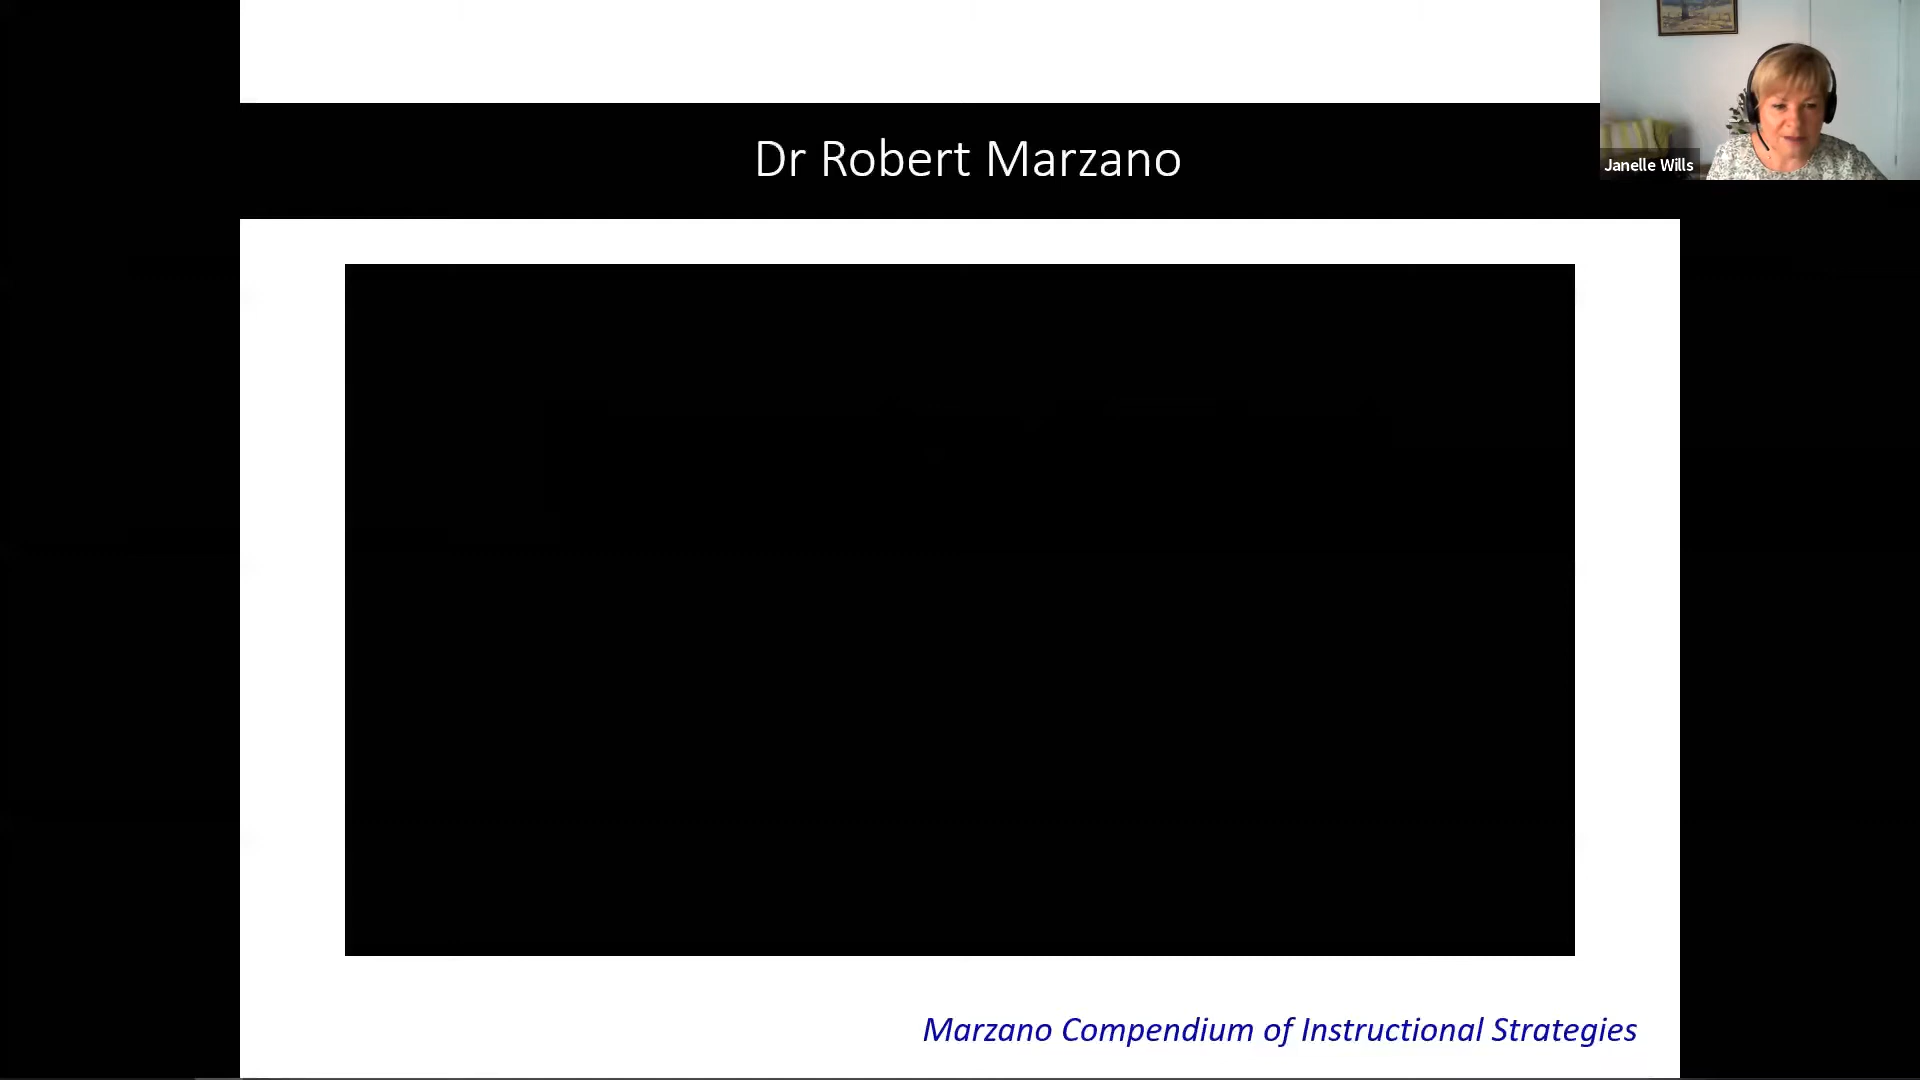 Dr Robert Marzano
Janelle Wills
Marzano Compendium of Instructional Strategies